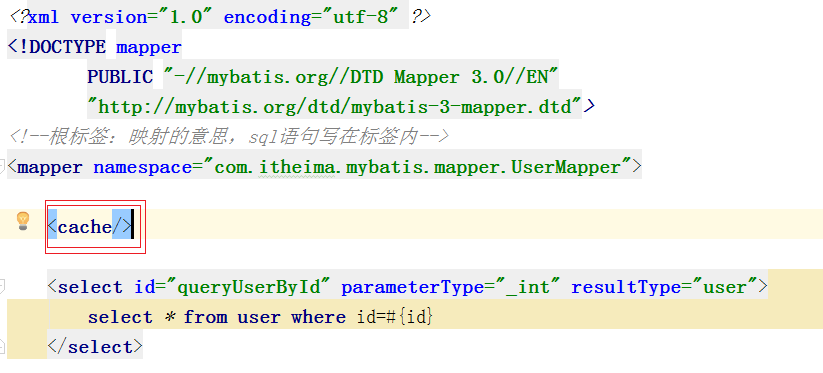 <?xml version="1.0" encoding="utf-8" ?>
<!DOCTYPE mapper
PUBLIC "-//mybatis.org//DTD Mapper 3.0//EN"
"http://mybatis.org/dtd/mybatis-3-mapper.dtd">
<!--根标签：映射的意思，sql语句写在标签内-->
<mapper namespace="com.itheima.mybatis.mapper.UserMapper">
<cache/>
<select id="queryUserById" parameterType="_int" resultType="user">
select * from user where id=#{id}
</select>